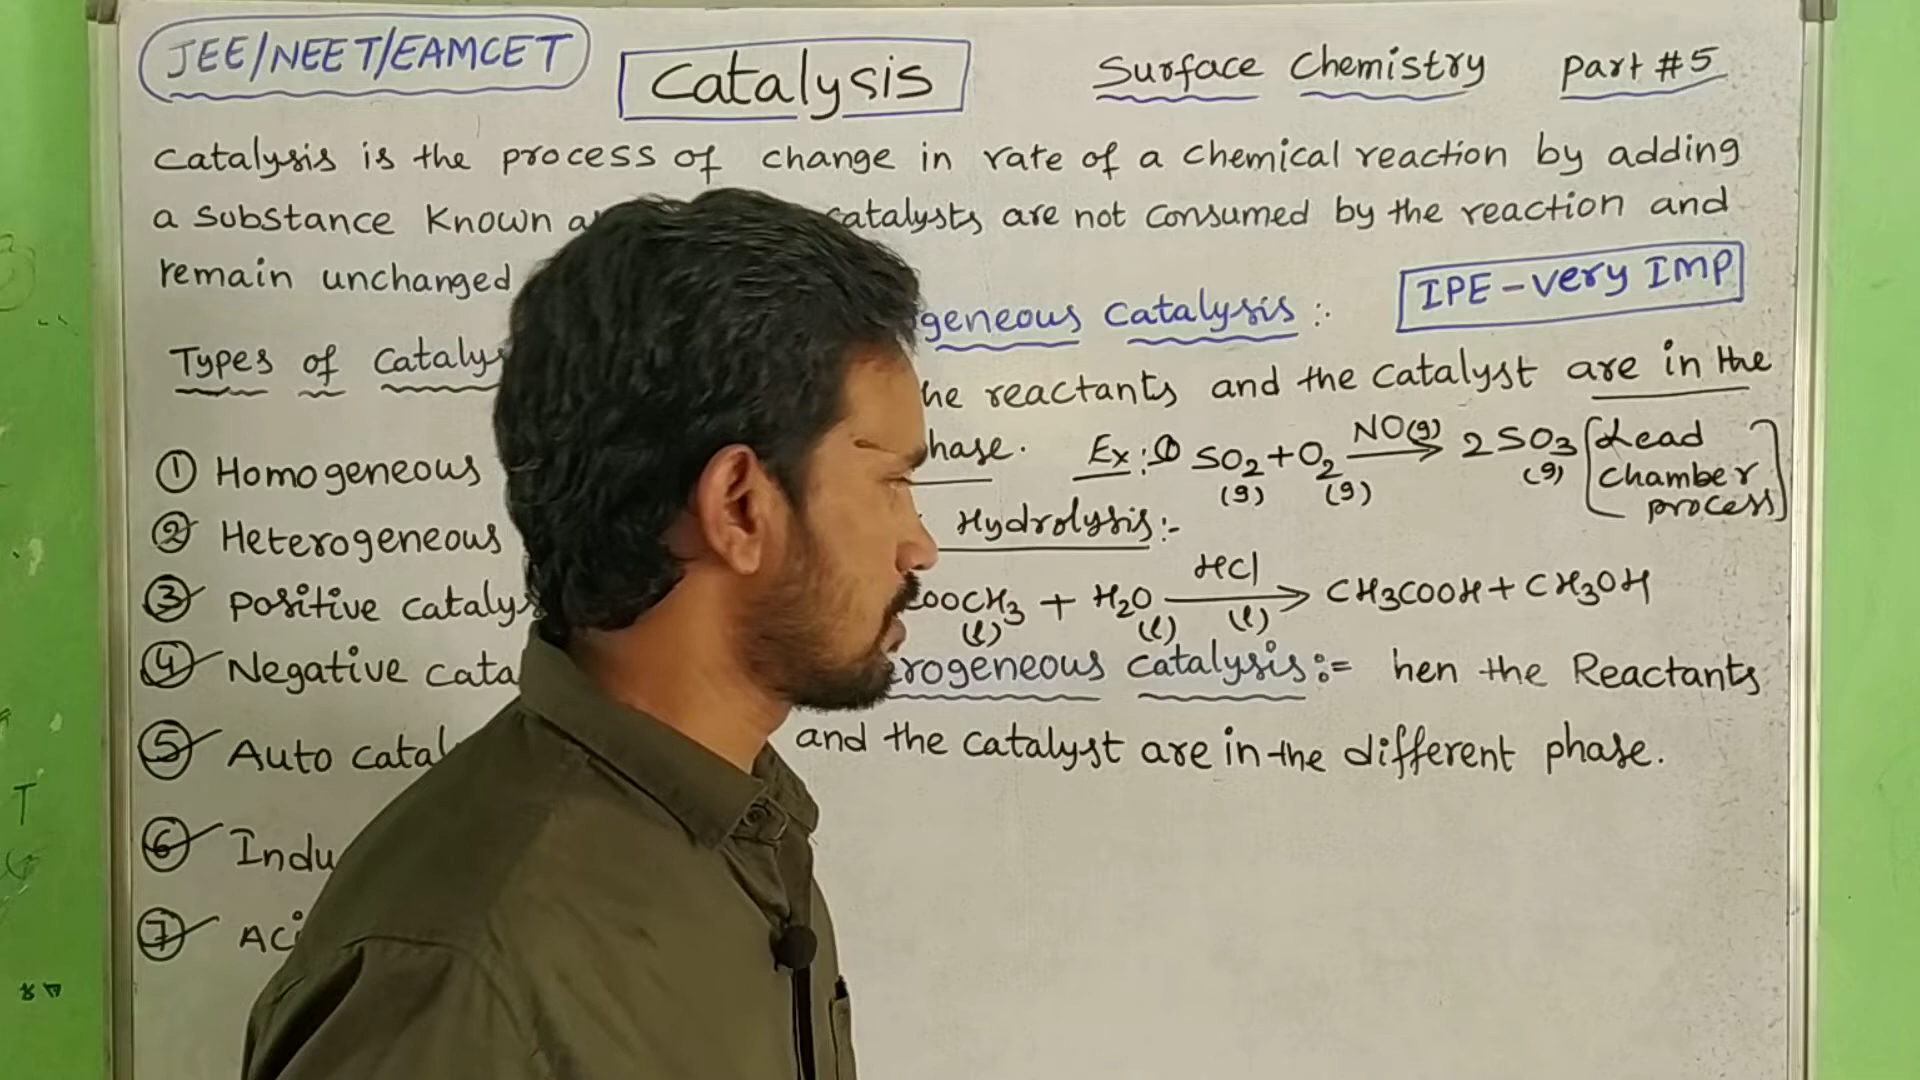 JEE/NEET/EAMCET
Catalysis
Surface Chemistry Part #5
Catalysis is the process of change in rate of a chemical reaction by adding
a substance known catalysts are not consumed by the reaction and
remain unchanged
geneous Catalysis :.
IPE-very IMP
Types of Catalys
he reactants and the catalyst are in the
hase. Ex:① SO2+O2 NO(g)→ 2SO3 [Lead
(g) (g) (g) chamber
process]
① Homogeneous
② Heterogeneous
③ positive cataly
④ Negative cata
⑤ Auto catal
⑥ Indu
⑦ Aci
Hydrolysis:-
COOCH3 + H2O HCl→ CH3COOH + CH3OH
(l) (l) (l)
rogeneous catalysis:= hen the Reactants
and the catalyst are in the different phase.